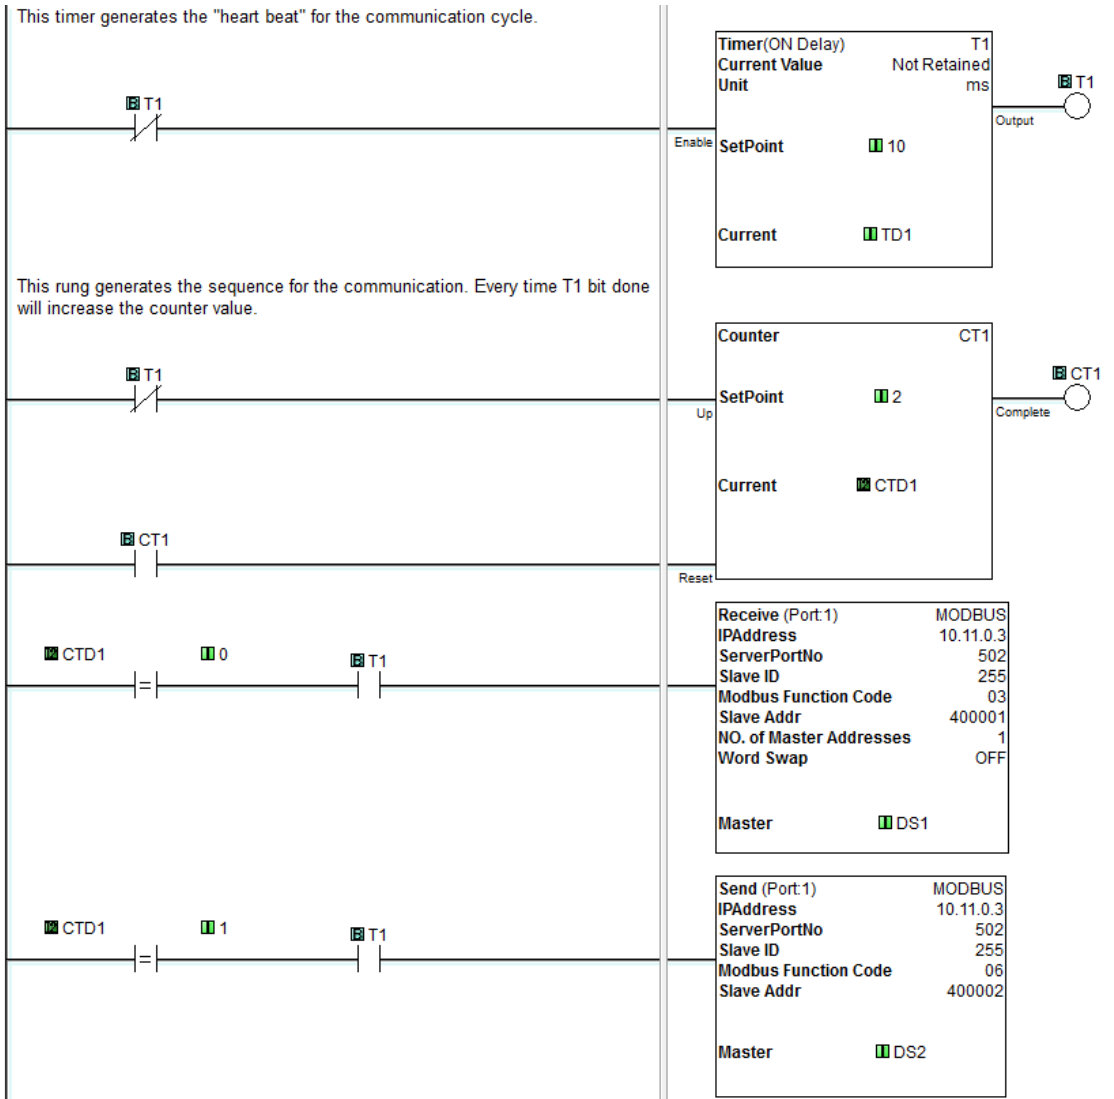 This timer generates the "heart beat" for the communication cycle.
Timer(ON Delay) T1
Current Value Not Retained
Unit ms
B T1
B T1
Output
Enable
SetPoint I 10
Current I TD1
This rung generates the sequence for the communication. Every time T1 bit done
will increase the counter value.
Counter CT1
B T1
B CT1
SetPoint I 2
Up
Complete
Current I2 CTD1
B CT1
Reset
Receive (Port:1) MODBUS
IPAddress 10.11.0.3
ServerPortNo 502
Slave ID 255
Modbus Function Code 03
Slave Addr 400001
NO. of Master Addresses 1
Word Swap OFF
I2 CTD1 I 0 B T1
=
Master I DS1
Send (Port:1) MODBUS
IPAddress 10.11.0.3
ServerPortNo 502
Slave ID 255
Modbus Function Code 06
Slave Addr 400002
I2 CTD1 I 1 B T1
=
Master I DS2